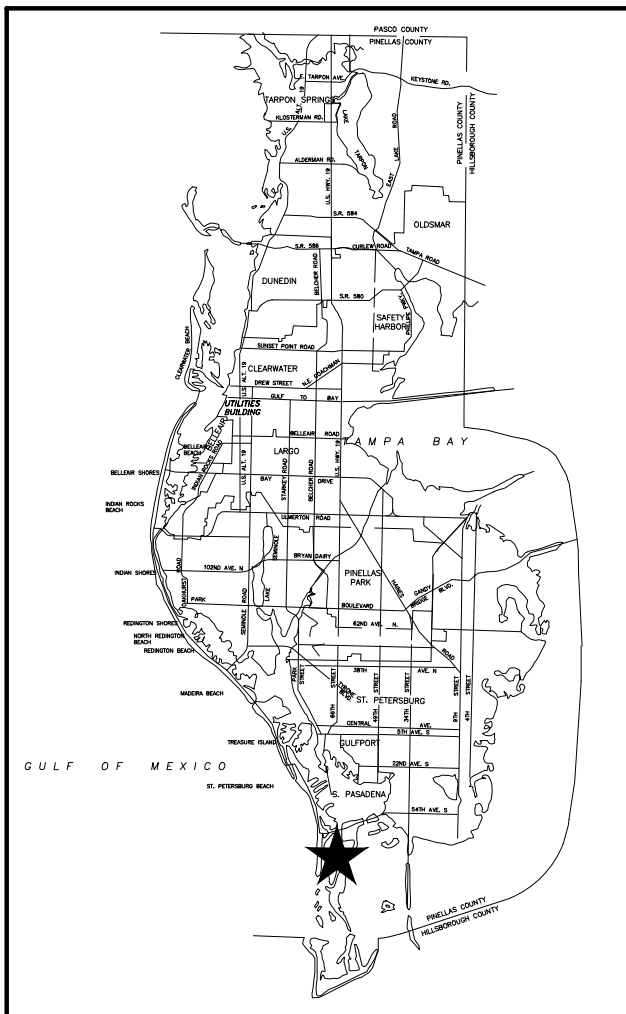 PASCO COUNTY
PINELLAS COUNTY
E. TARPON AVE.
KEYSTONE RD.
TARPON SPRINGS
U.S. ALT. 19
KLOSTERMAN RD.
LAKE TARPON
EAST LAKE ROAD
PINELLAS COUNTY
HILLSBOROUGH COUNTY
ALDERMAN RD.
U.S. HWY. 19
S.R. 584
OLDSMAR
S.R. 586
CURLEW ROAD
TAMPA ROAD
DUNEDIN
BELCHER ROAD
S.R. 580
PHILLIPE PKWY.
SAFETY
HARBOR
SUNSET POINT ROAD
CLEARWATER BEACH
CLEARWATER
N.E. COACHMAN
U.S. ALT. 19
DREW STREET
GULF TO BAY
UTILITIES
BUILDING
BELLEAIR
BELLEAIR ROAD
TAMPA BAY
BELLEAIR
BEACH
INDIAN ROCKS ROAD
LARGO
U.S. ALT. 19
STARKEY ROAD
BELCHER ROAD
U.S. HWY. 19
BELLEAIR SHORES
BAY DRIVE
INDIAN ROCKS
BEACH
ULMERTON ROAD
SEMINOLE
LAKE
BRYAN DAIRY
INDIAN SHORES
102ND AVE. N
PINELLAS
PARK
HAINES ROAD
GANDY
BRIDGE BLVD.
OAKHURST ROAD
PARK BOULEVARD
SEMINOLE ROAD
REDINGTON SHORES
62ND AVE. N.
NORTH REDINGTON
BEACH
REDINGTON BEACH
38TH AVE. N
PARK STREET
66TH STREET
TYRONE BLVD.
49TH STREET
34TH STREET
9TH STREET
4TH STREET
MADEIRA BEACH
ST. PETERSBURG
CENTRAL AVE.
5TH AVE. S
TREASURE ISLAND
GULFPORT
GULF OF MEXICO
22ND AVE. S
ST. PETERSBURG BEACH
S. PASADENA
54TH AVE. S
PINELLAS COUNTY
HILLSBOROUGH COUNTY